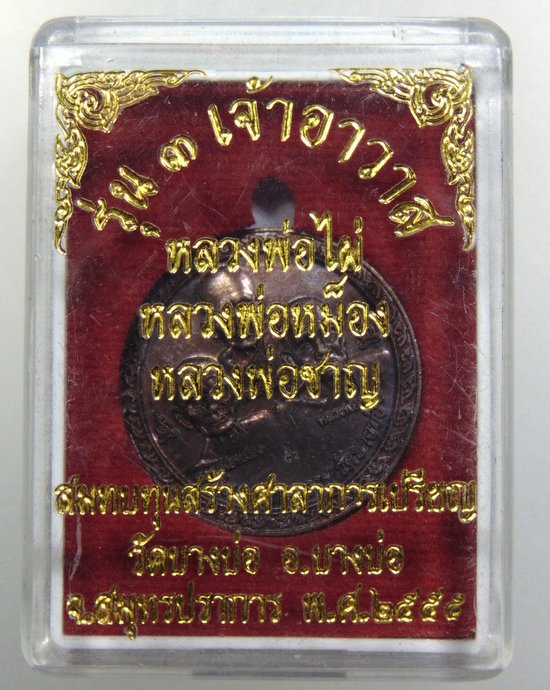 รุ่น ๓ เจ้าอาวาส
หลวงพ่อไผ่
หลวงพ่อหม็อง
หลวงพ่อชาญ
สมทบทุนสร้างศาลาการเปรียญ
วัดบางบ่อ อ.บางบ่อ
จ.สมุทรปราการ พ.ศ.๒๕๕๕